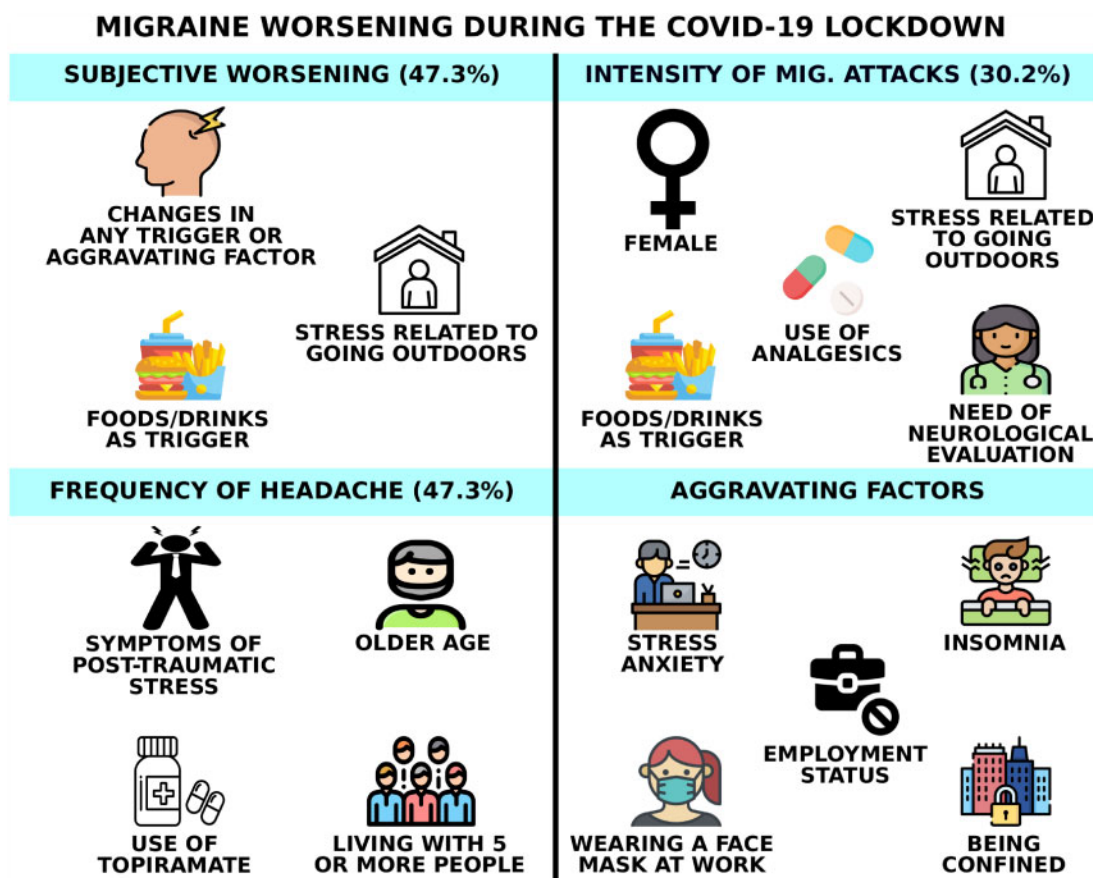 MIGRAINE WORSENING DURING THE COVID-19 LOCKDOWN
SUBJECTIVE WORSENING (47.3%)
CHANGES IN
ANY TRIGGER OR
AGGRAVATING FACTOR
STRESS RELATED TO
GOING OUTDOORS
FOODS/DRINKS
AS TRIGGER
INTENSITY OF MIG. ATTACKS (30.2%)
FEMALE
STRESS RELATED
TO GOING
OUTDOORS
USE OF
ANALGESICS
FOODS/DRINKS
AS TRIGGER
NEED OF
NEUROLOGICAL
EVALUATION
FREQUENCY OF HEADACHE (47.3%)
SYMPTOMS OF
POST-TRAUMATIC
STRESS
OLDER AGE
USE OF
TOPIRAMATE
LIVING WITH 5
OR MORE PEOPLE
AGGRAVATING FACTORS
STRESS
ANXIETY
INSOMNIA
EMPLOYMENT
STATUS
WEARING A FACE
MASK AT WORK
BEING
CONFINED